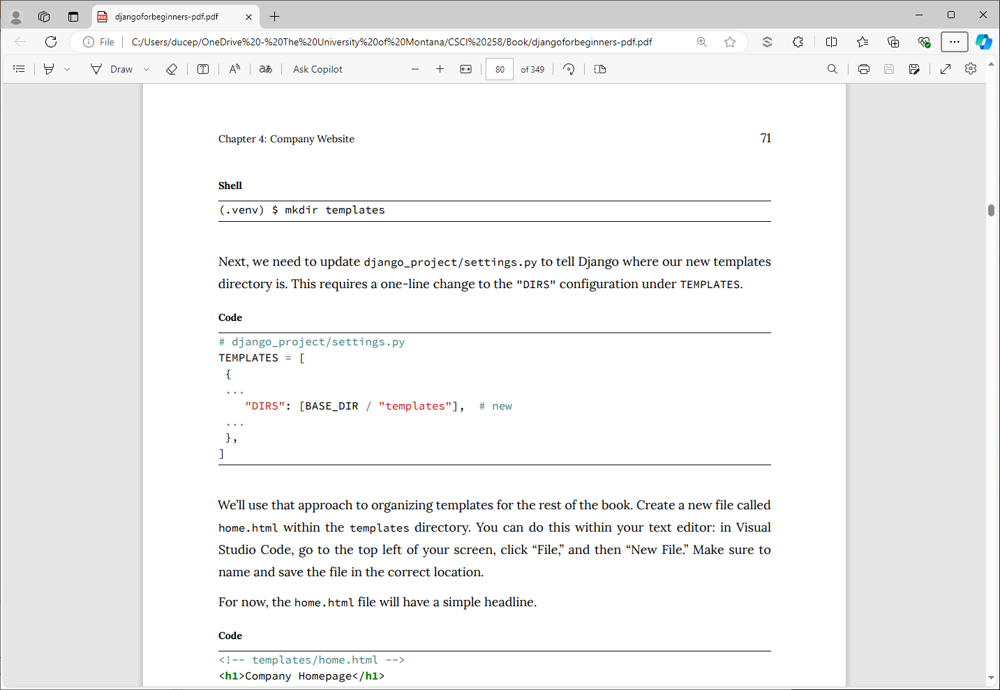 djangoforbeginners-pdf.pdf
File
C:/Users/ducep/OneDrive%20-%20The%20University%20of%20Montana/CSCI%20258/Book/djangoforbeginners-pdf.pdf
Draw
Ask Copilot
80
of 349
Chapter 4: Company Website
71
Shell
(.venv) $ mkdir templates
Next, we need to update django_project/settings.py to tell Django where our new templates
directory is. This requires a one-line change to the "DIRS" configuration under TEMPLATES.
Code
# django_project/settings.py
TEMPLATES = [
{
...
"DIRS": [BASE_DIR / "templates"],  # new
...
},
]
We’ll use that approach to organizing templates for the rest of the book. Create a new file called
home.html within the templates directory. You can do this within your text editor: in Visual
Studio Code, go to the top left of your screen, click “File,” and then “New File.” Make sure to
name and save the file in the correct location.
For now, the home.html file will have a simple headline.
Code
<!-- templates/home.html -->
<h1>Company Homepage</h1>